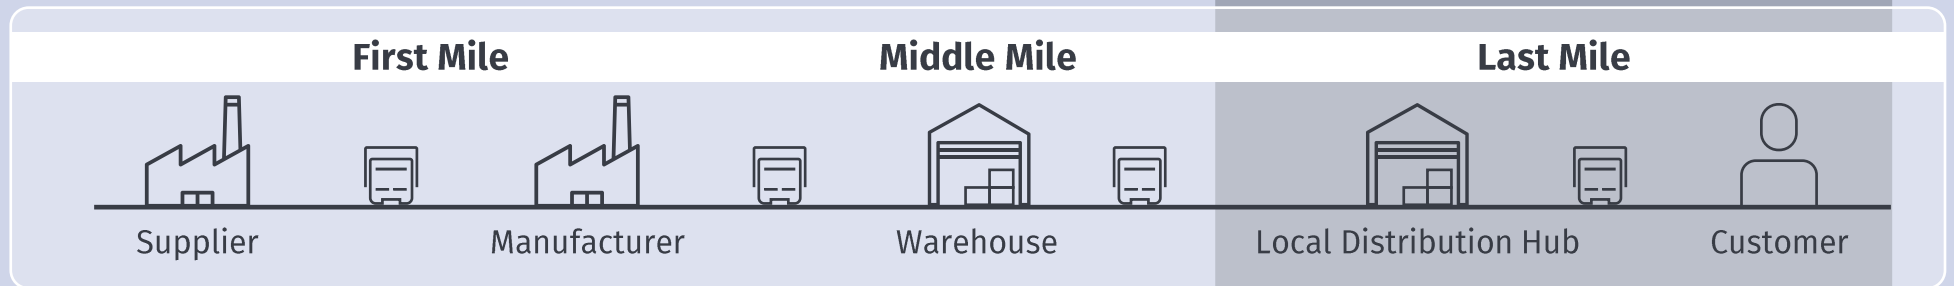 First Mile
Middle Mile
Last Mile
Supplier
Manufacturer
Warehouse
Local Distribution Hub
Customer